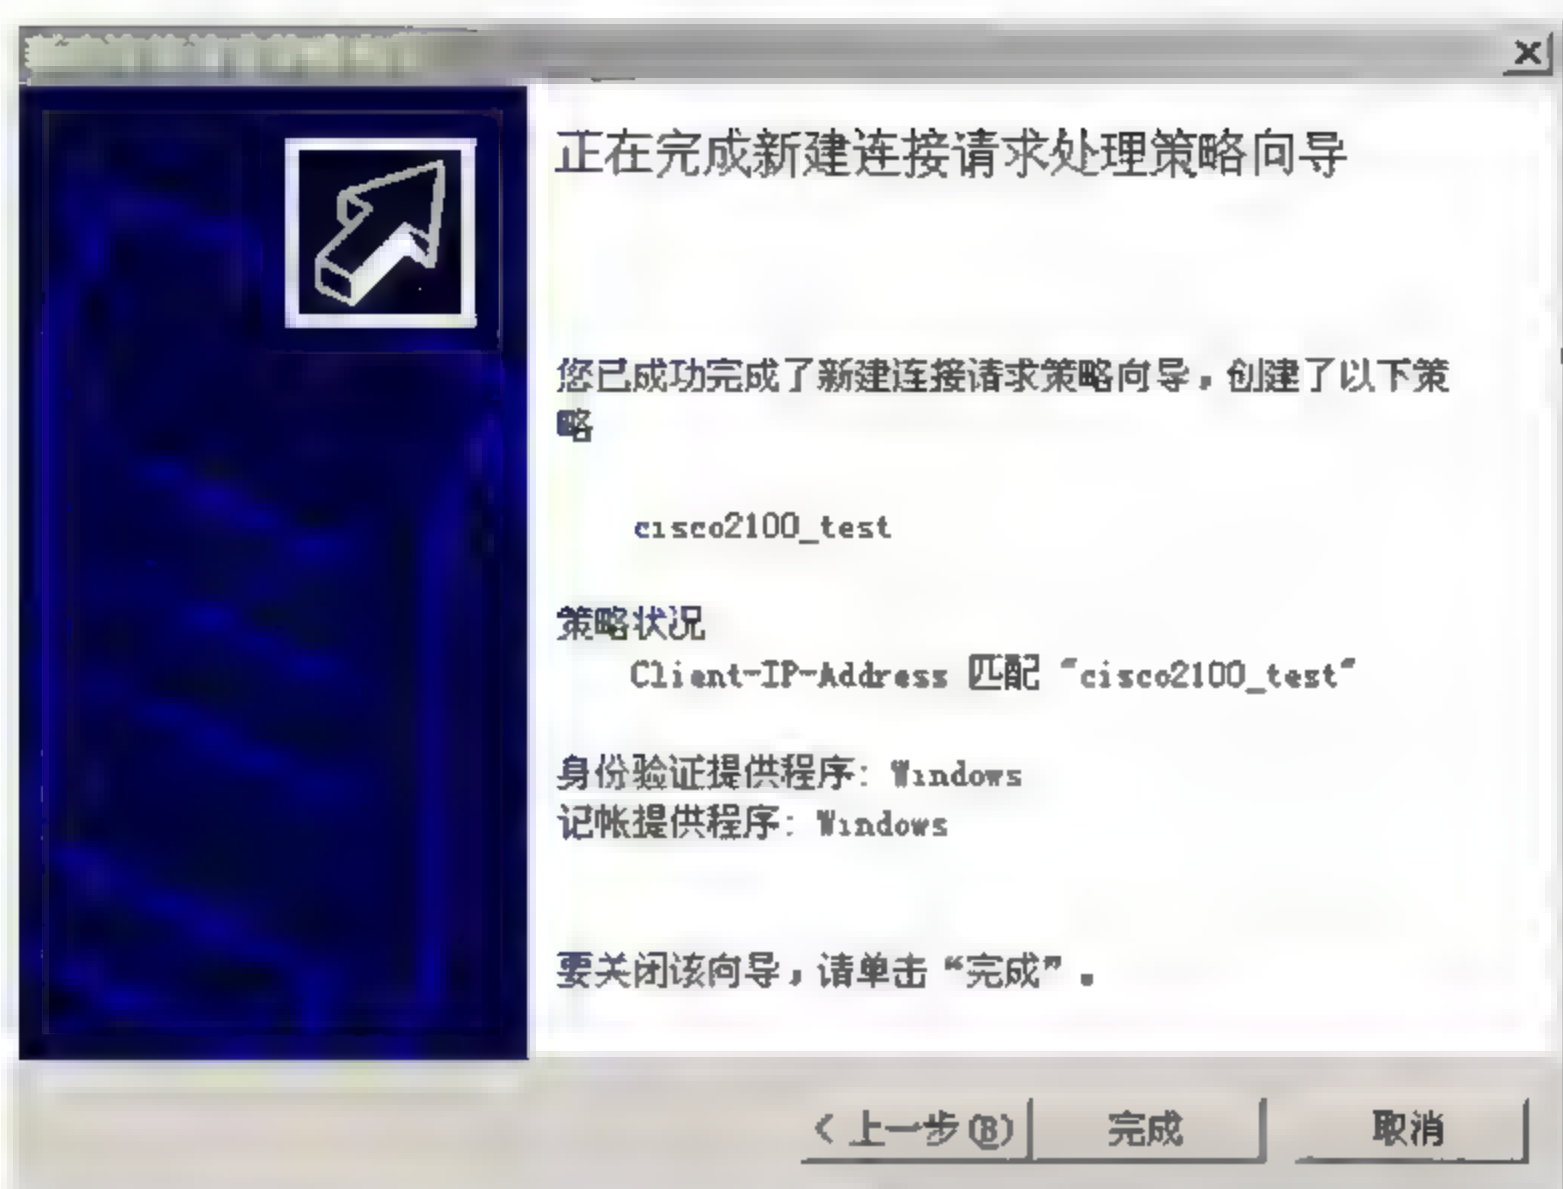 正在完成新建连接请求处理策略向导
您已成功完成了新建连接请求策略向导，创建了以下策
略
cisco2100_test
策略状况
Client-IP-Address 匹配 "cisco2100_test"
身份验证提供程序: Windows
记帐提供程序: Windows
要关闭该向导，请单击“完成”。
< 上一步(B)
完成
取消